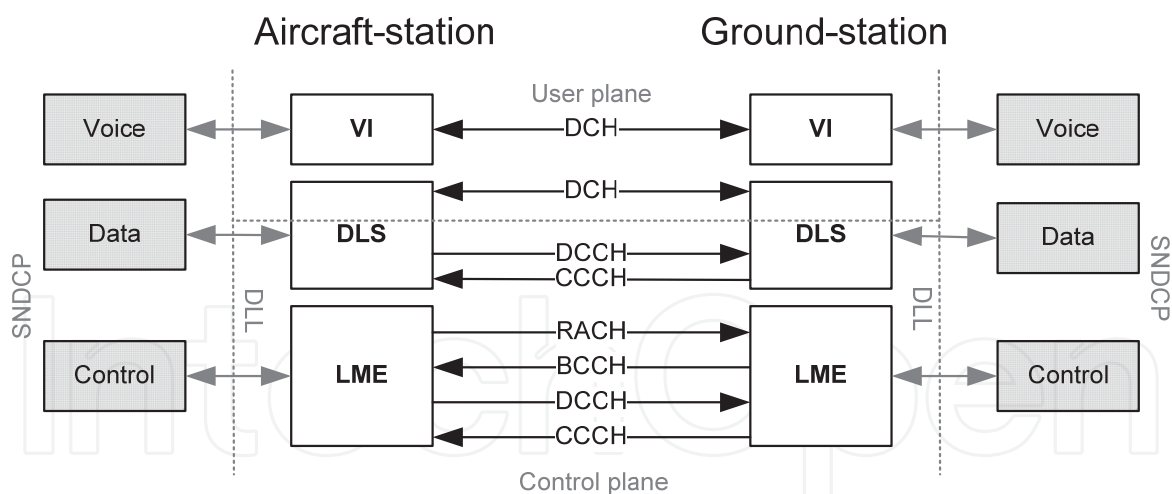 Aircraft-station
Ground-station
User plane
Voice
VI
DCH
VI
Voice
DCH
Data
DLS
DLS
Data
DCCH
CCCH
SNDCP
DLL
DLL
SNDCP
RACH
Control
LME
BCCH
LME
Control
DCCH
CCCH
Control plane
IntechOpen